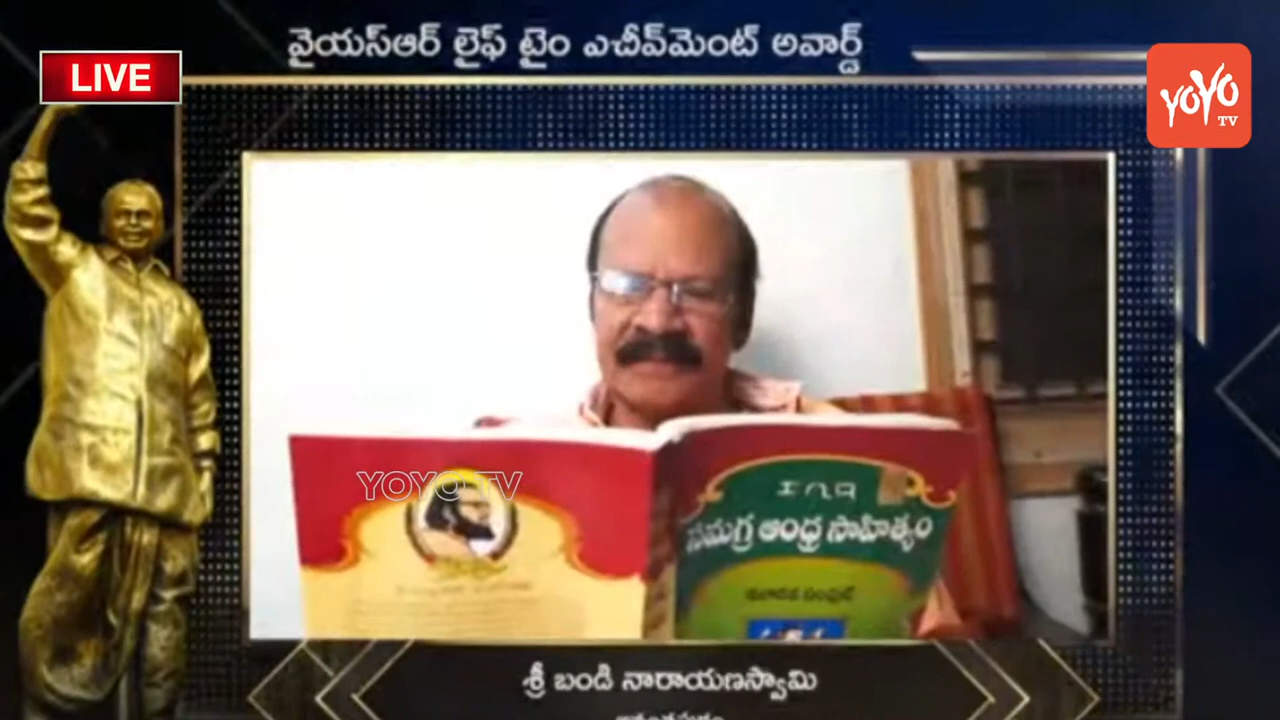 వైయస్ఆర్ లైఫ్ టైం ఎచీవ్‌మెంట్ అవార్డ్
LIVE
YOYO
TV
YOYO TV
సమగ్ర ఆంధ్ర సాహిత్యం
సంపుటి
శ్రీ బండి నారాయణస్వామి